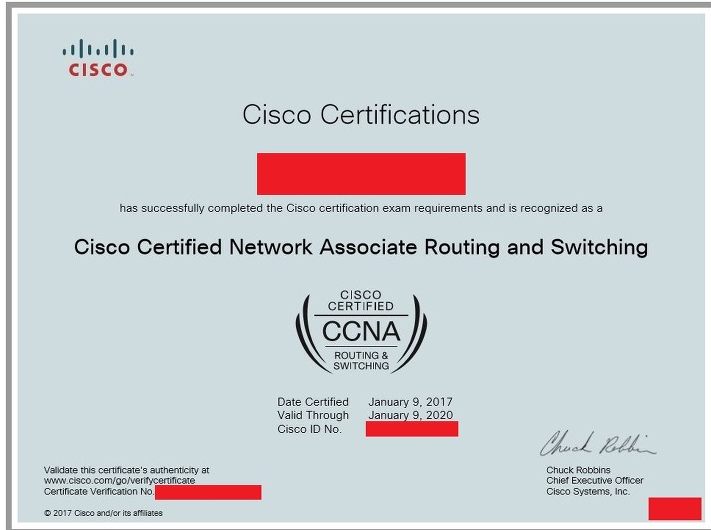 CISCO
Cisco Certifications
has successfully completed the Cisco certification exam requirements and is recognized as a
Cisco Certified Network Associate Routing and Switching
CISCO
CERTIFIED
CCNA
ROUTING &
SWITCHING
Date Certified January 9, 2017
Valid Through January 9, 2020
Cisco ID No.
Chuck Robbins
Validate this certificate's authenticity at
www.cisco.com/go/verifycertificate
Certificate Verification No.
Chuck Robbins
Chief Executive Officer
Cisco Systems, Inc.
© 2017 Cisco and/or its affiliates